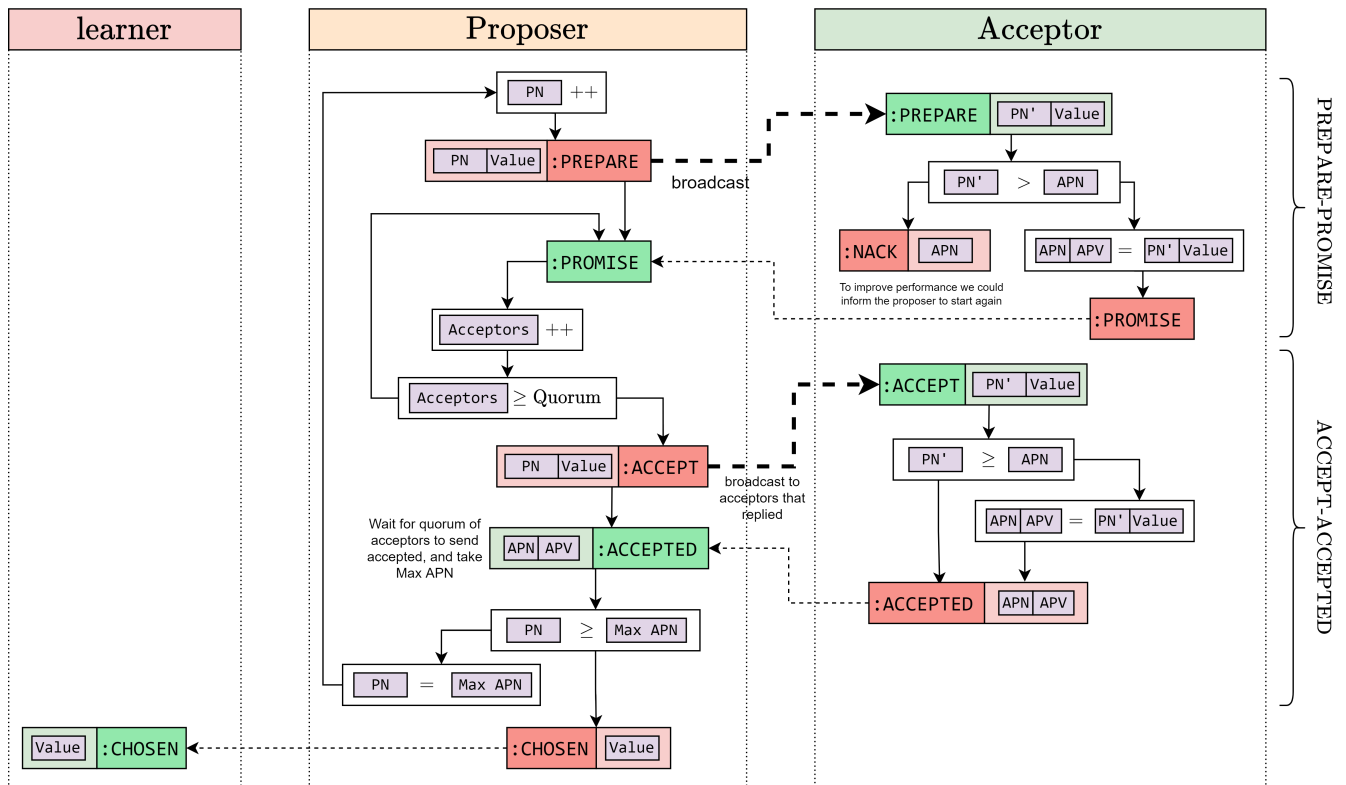 learner
Proposer
Acceptor
PN ++
PN Value :PREPARE
broadcast
:PROMISE
Acceptors ++
Acceptors ≥ Quorum
PN Value :ACCEPT
broadcast to
acceptors that
replied
Wait for quorum of
acceptors to send
accepted, and take
Max APN
APN APV :ACCEPTED
PN ≥ Max APN
PN = Max APN
:CHOSEN Value
Value :CHOSEN
:PREPARE PN' Value
PN' > APN
:NACK APN
To improve performance we could
inform the proposer to start again
APN APV = PN' Value
:PROMISE
:ACCEPT PN' Value
PN' ≥ APN
APN APV = PN' Value
:ACCEPTED APN APV
PREPARE-PROMISE
ACCEPT-ACCEPTED